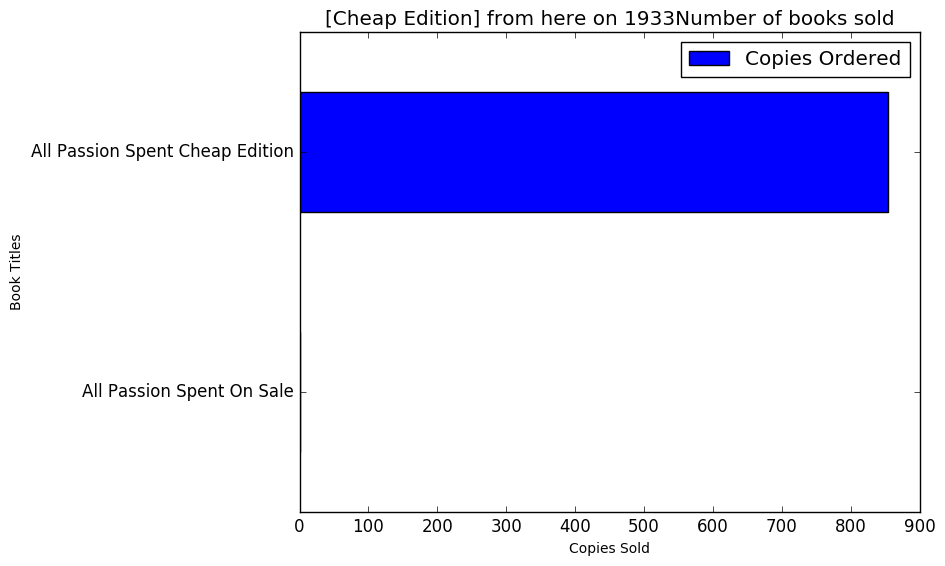 [Cheap Edition] from here on 1933Number of books sold
Copies Ordered
All Passion Spent Cheap Edition
Book Titles
All Passion Spent On Sale
0 100 200 300 400 500 600 700 800 900
Copies Sold